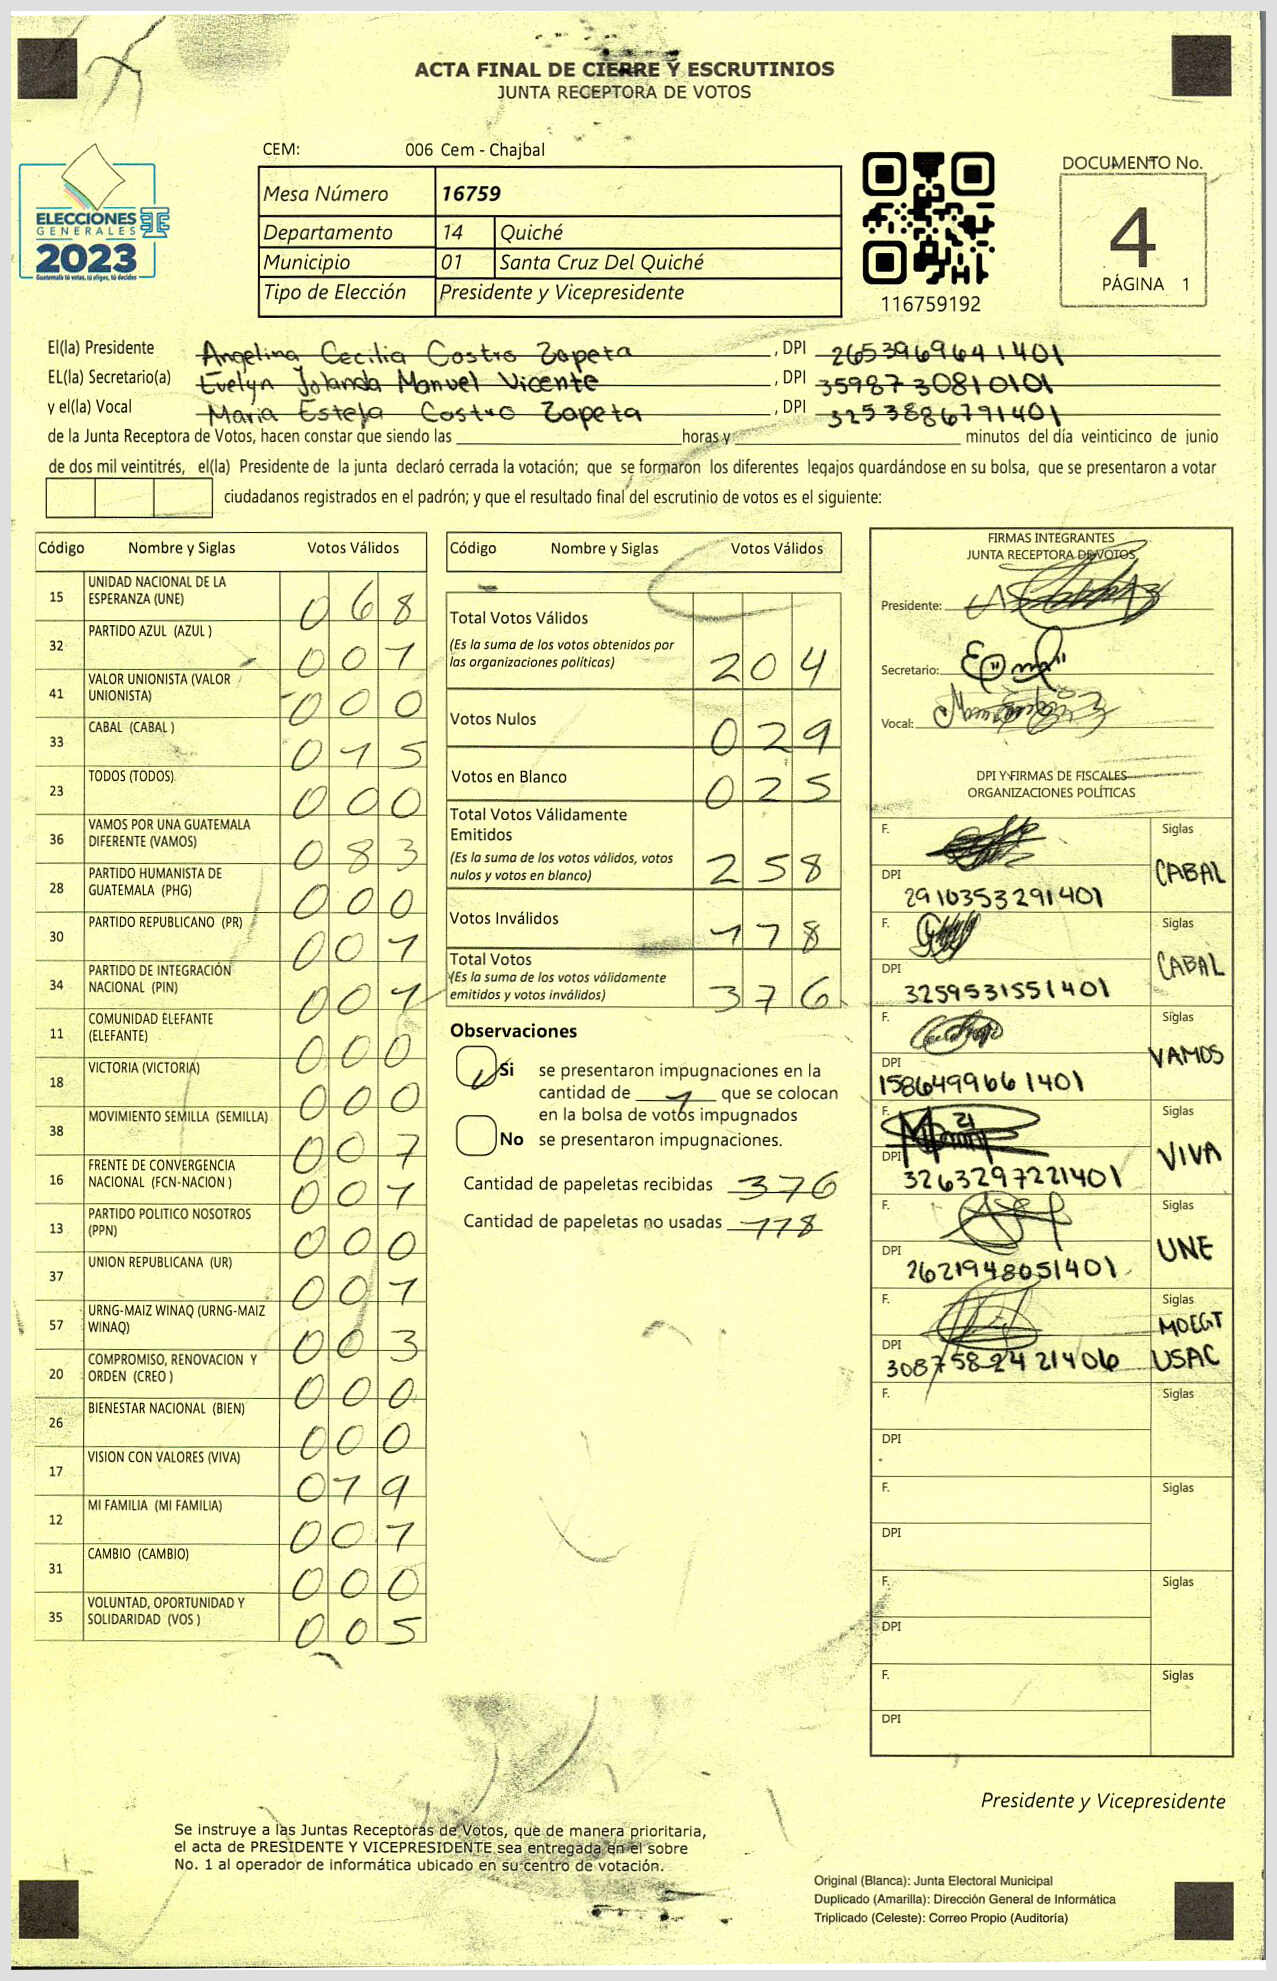 ACTA FINAL DE CIERRE Y ESCRUTINIOS
JUNTA RECEPTORA DE VOTOS
CEM: 006 Cem - Chajbal
Mesa Número 16759
Departamento 14 Quiché
Municipio 01 Santa Cruz Del Quiché
Tipo de Elección Presidente y Vicepresidente
ELECCIONES
GENERALES
2023
Guatemala tú votas, tú eliges, tú decides
116759192
DOCUMENTO No.
4
PÁGINA 1
El(la) Presidente Angelina Cecilia Castro Zapeta, DPI 2653969641401
EL(la) Secretario(a) Evelyn Yolanda Manuel Vicente, DPI 3598730810101
y el(la) Vocal Maria Estela Castro Zapeta, DPI 3253886791401
de la Junta Receptora de Votos, hacen constar que siendo las horas y minutos del día veinticinco de junio
de dos mil veintitrés, el(la) Presidente de la junta declaró cerrada la votación; que se formaron los diferentes legajos guardándose en su bolsa, que se presentaron a votar
ciudadanos registrados en el padrón; y que el resultado final del escrutinio de votos es el siguiente:
Código Nombre y Siglas Votos Válidos
15 UNIDAD NACIONAL DE LA ESPERANZA (UNE) 068
32 PARTIDO AZUL (AZUL ) 001
41 VALOR UNIONISTA (VALOR UNIONISTA) 000
33 CABAL (CABAL ) 015
23 TODOS (TODOS) 000
36 VAMOS POR UNA GUATEMALA DIFERENTE (VAMOS) 083
28 PARTIDO HUMANISTA DE GUATEMALA (PHG) 000
30 PARTIDO REPUBLICANO (PR) 001
34 PARTIDO DE INTEGRACIÓN NACIONAL (PIN) 001
11 COMUNIDAD ELEFANTE (ELEFANTE) 000
18 VICTORIA (VICTORIA) 000
38 MOVIMIENTO SEMILLA (SEMILLA) 007
16 FRENTE DE CONVERGENCIA NACIONAL (FCN-NACION ) 001
13 PARTIDO POLITICO NOSOTROS (PPN) 000
37 UNION REPUBLICANA (UR) 001
57 URNG-MAIZ WINAQ (URNG-MAIZ WINAQ) 003
20 COMPROMISO, RENOVACION Y ORDEN (CREO ) 000
26 BIENESTAR NACIONAL (BIEN) 000
17 VISION CON VALORES (VIVA) 019
12 MI FAMILIA (MI FAMILIA) 001
31 CAMBIO (CAMBIO) 000
35 VOLUNTAD, OPORTUNIDAD Y SOLIDARIDAD (VOS ) 005
Código Nombre y Siglas Votos Válidos
Total Votos Válidos 204
(Es la suma de los votos obtenidos por
las organizaciones políticas)
Votos Nulos 029
Votos en Blanco 025
Total Votos Válidamente
Emitidos 258
(Es la suma de los votos válidos, votos
nulos y votos en blanco)
Votos Inválidos 118
Total Votos 376
(Es la suma de los votos válidamente
emitidos y votos inválidos)
Observaciones
Si se presentaron impugnaciones en la
cantidad de 1 que se colocan
en la bolsa de votos impugnados
No se presentaron impugnaciones.
Cantidad de papeletas recibidas 376
Cantidad de papeletas no usadas 118
FIRMAS INTEGRANTES
JUNTA RECEPTORA DE VOTOS
Presidente:
Secretario:
Vocal:
DPI Y FIRMAS DE FISCALES
ORGANIZACIONES POLÍTICAS
F. Siglas
DPI 2910353291401 CABAL
F. Siglas
DPI 3259531551401 CABAL
F. Siglas
DPI 1586499661401 VAMOS
F. Siglas
DPI 3263297221401 VIVA
F. Siglas
DPI 2621948051401 UNE
F. Siglas
DPI 3087582421406 MOEGT USAC
F. Siglas
DPI
F. Siglas
DPI
F. Siglas
DPI
F. Siglas
DPI
Presidente y Vicepresidente
Se instruye a las Juntas Receptoras de Votos, que de manera prioritaria,
el acta de PRESIDENTE Y VICEPRESIDENTE sea entregada en el sobre
No. 1 al operador de informática ubicado en su centro de votación.
Original (Blanca): Junta Electoral Municipal
Duplicado (Amarilla): Dirección General de Informática
Triplicado (Celeste): Correo Propio (Auditoría)